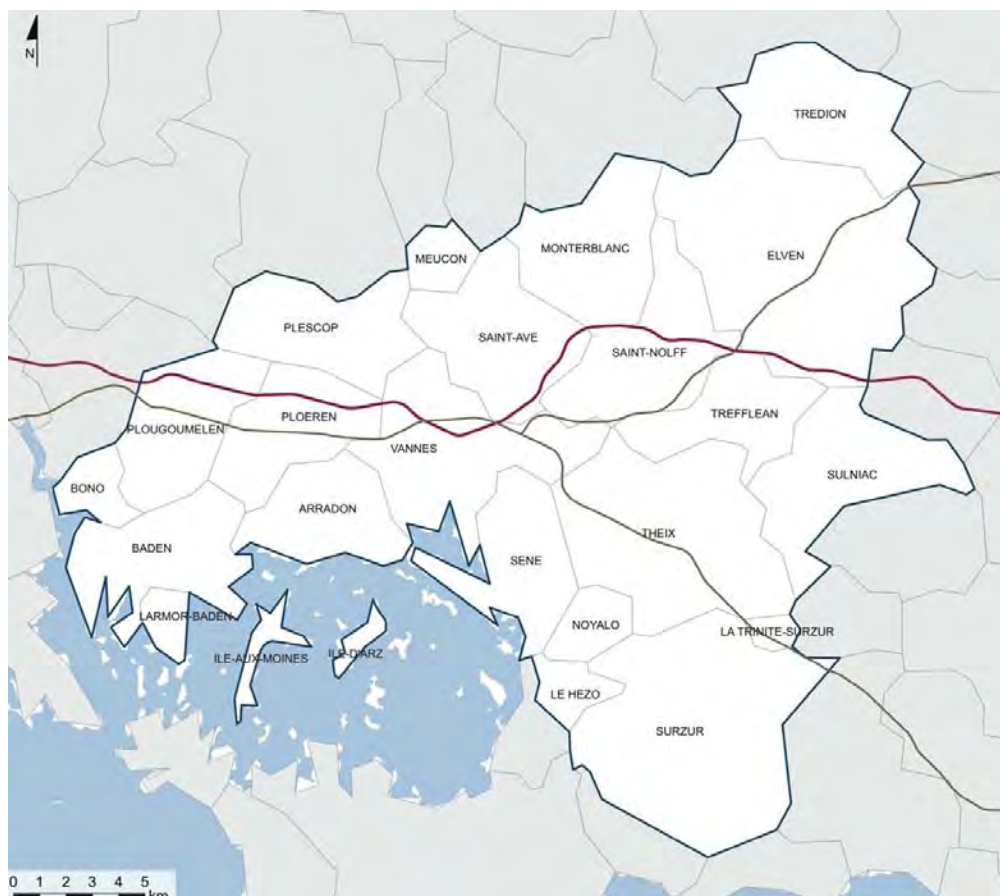 N
TREDION
MONTERBLANC
ELVEN
MEUCON
PLESCOP
SAINT-AVE
SAINT-NOLFF
PLOEREN
TREFFLEAN
PLOUGOUMELEN
VANNES
SULNIAC
BONO
ARRADON
THEIX
BADEN
SENE
LARMOR-BADEN
NOYALO
LA TRINITE-SURZUR
ILE-AUX-MOINES
ILE-D'ARZ
LE HEZO
SURZUR
0 1 2 3 4 5
km